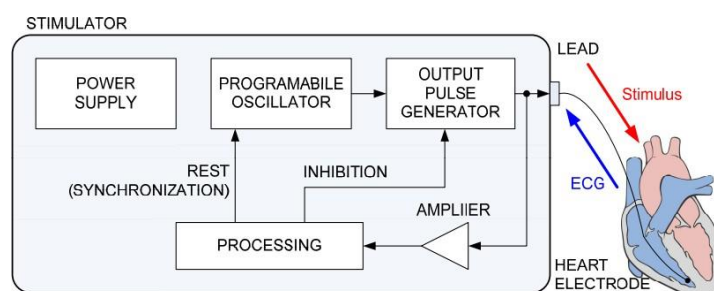 STIMULATOR
POWER
SUPPLY
PROGRAMABILE
OSCILLATOR
OUTPUT
PULSE
GENERATOR
LEAD
Stimulus
ECG
REST
(SYNCHRONIZATION)
INHIBITION
AMPLIIER
PROCESSING
HEART
ELECTRODE